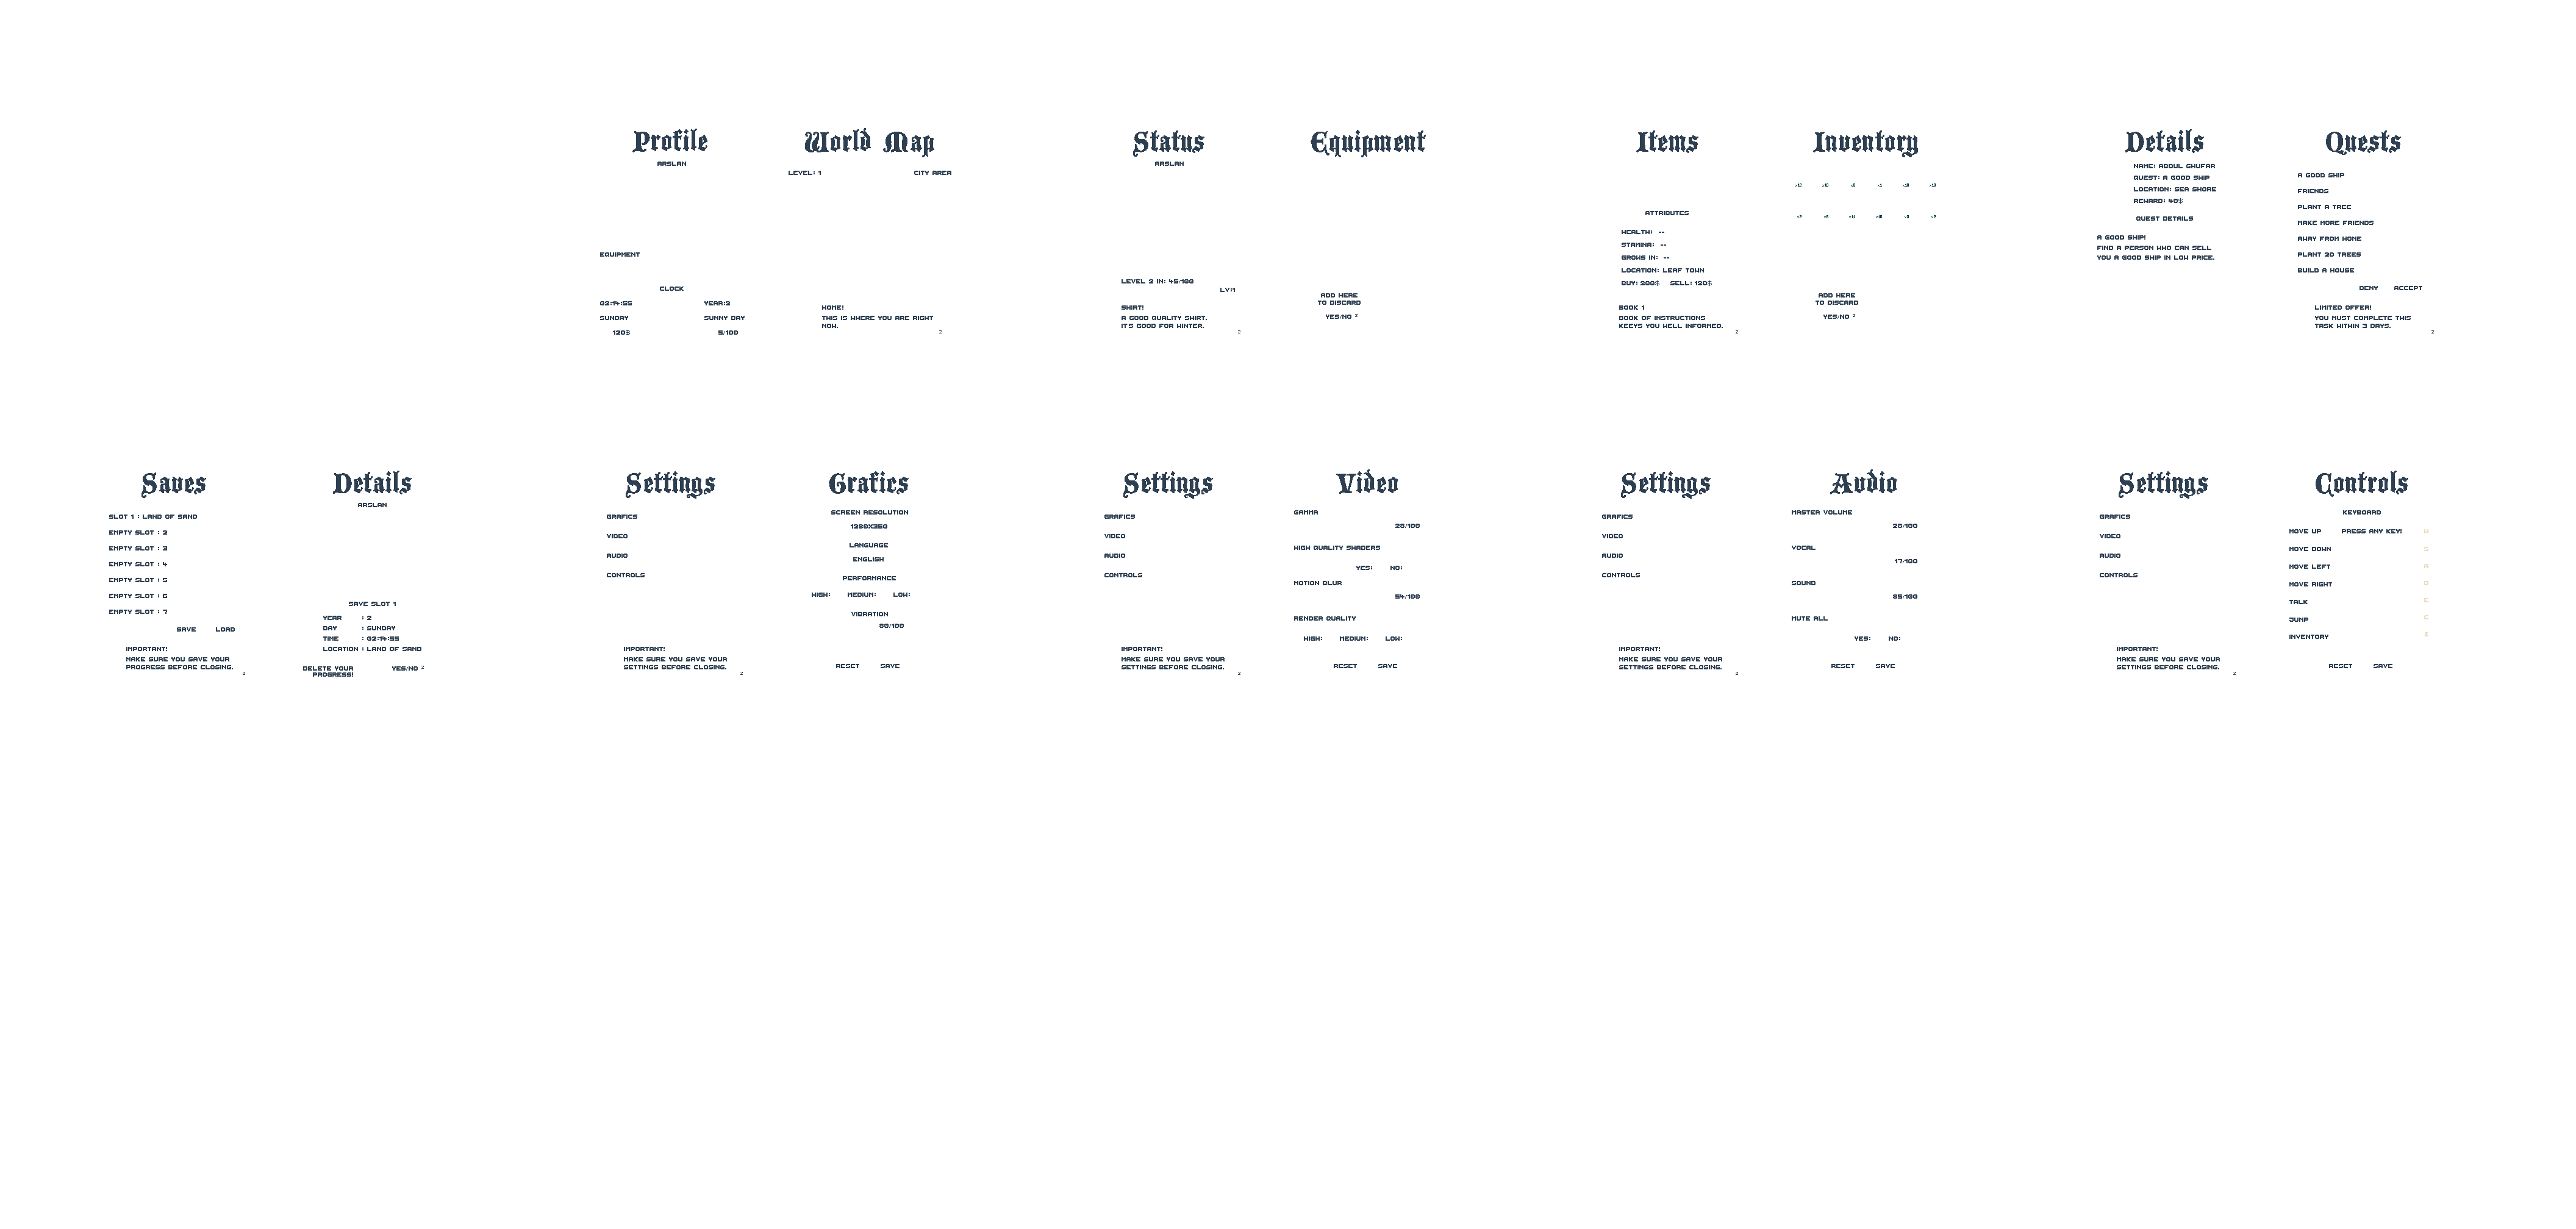 Profile
ARSLAN
EQUIPMENT
CLOCK
02:14:55 YEAR:2
SUNDAY SUNNY DAY
120$ 5/100
World Map
LEVEL: 1 CITY AREA
HOME!
THIS IS WHERE YOU ARE RIGHT
NOW.
2
Status
ARSLAN
LEVEL 2 IN: 45/100
LV:1
SHIRT!
A GOOD QUALITY SHIRT.
IT'S GOOD FOR WINTER.
2
Equipment
ADD HERE
TO DISCARD
YES/NO 2
Items
ATTRIBUTES
HEALTH: --
STAMINA: --
GROWS IN: --
LOCATION: LEAF TOWN
BUY: 200$ SELL: 120$
BOOK 1
BOOK OF INSTRUCTIONS
KEEYS YOU WELL INFORMED.
2
Inventory
ADD HERE
TO DISCARD
YES/NO 2
Details
NAME: ABDUL GHUFAR
QUEST: A GOOD SHIP
LOCATION: SEA SHORE
REWARD: 40$
QUEST DETAILS
A GOOD SHIP!
FIND A PERSON WHO CAN SELL
YOU A GOOD SHIP IN LOW PRICE.
Quests
A GOOD SHIP
FRIENDS
PLANT A TREE
MAKE MORE FRIENDS
AWAY FROM HOME
PLANT 20 TREES
BUILD A HOUSE
DENY ACCEPT
LIMITED OFFER!
YOU MUST COMPLETE THIS
TASK WITHIN 3 DAYS.
2
Saves
SLOT 1 : LAND OF SAND
EMPTY SLOT : 2
EMPTY SLOT : 3
EMPTY SLOT : 4
EMPTY SLOT : 5
EMPTY SLOT : 6
EMPTY SLOT : 7
SAVE LOAD
IMPORTANT!
MAKE SURE YOU SAVE YOUR
PROGRESS BEFORE CLOSING.
2
Details
ARSLAN
SAVE SLOT 1
YEAR : 2
DAY : SUNDAY
TIME : 02:14:55
LOCATION : LAND OF SAND
DELETE YOUR YES/NO 2
PROGRESS!
Settings
GRAFICS
VIDEO
AUDIO
CONTROLS
IMPORTANT!
MAKE SURE YOU SAVE YOUR
SETTINGS BEFORE CLOSING.
2
Grafics
SCREEN RESOLUTION
1280X360
LANGUAGE
ENGLISH
PERFORMANCE
HIGH: MEDIUM: LOW:
VIBRATION
80/100
RESET SAVE
Settings
GRAFICS
VIDEO
AUDIO
CONTROLS
IMPORTANT!
MAKE SURE YOU SAVE YOUR
SETTINGS BEFORE CLOSING.
2
Video
GAMMA
28/100
HIGH QUALITY SHADERS
YES: NO:
MOTION BLUR
54/100
RENDER QUALITY
HIGH: MEDIUM: LOW:
RESET SAVE
Settings
GRAFICS
VIDEO
AUDIO
CONTROLS
IMPORTANT!
MAKE SURE YOU SAVE YOUR
SETTINGS BEFORE CLOSING.
2
Audio
MASTER VOLUME
28/100
VOCAL
17/100
SOUND
85/100
MUTE ALL
YES: NO:
RESET SAVE
Settings
GRAFICS
VIDEO
AUDIO
CONTROLS
IMPORTANT!
MAKE SURE YOU SAVE YOUR
SETTINGS BEFORE CLOSING.
2
Controls
KEYBOARD
MOVE UP PRESS ANY KEY!
MOVE DOWN
MOVE LEFT A
MOVE RIGHT D
TALK E
JUMP C
INVENTORY
RESET SAVE